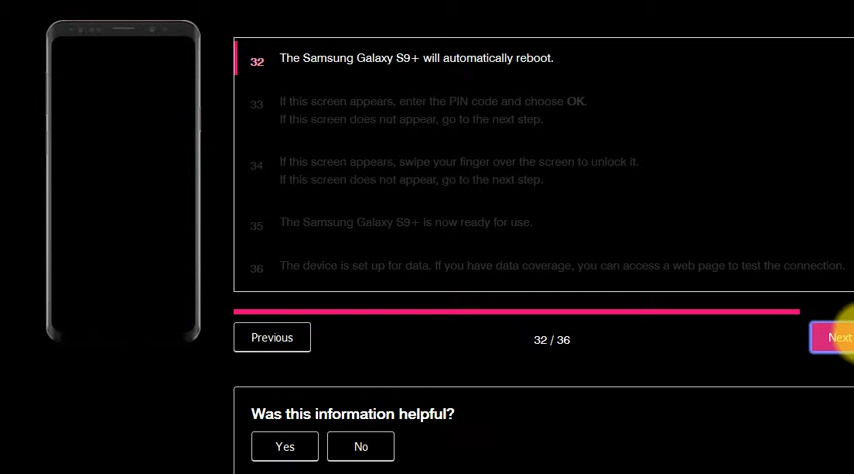 32 The Samsung Galaxy S9+ will automatically reboot.
33 If this screen appears, enter the PIN code and choose OK.
If this screen does not appear, go to the next step.
34 If this screen appears, swipe your finger over the screen to unlock it.
If this screen does not appear, go to the next step.
35 The Samsung Galaxy S9+ is now ready for use.
36 The device is set up for data. If you have data coverage, you can access a web page to test the connection.
Previous 32 / 36 Next
Was this information helpful?
Yes No